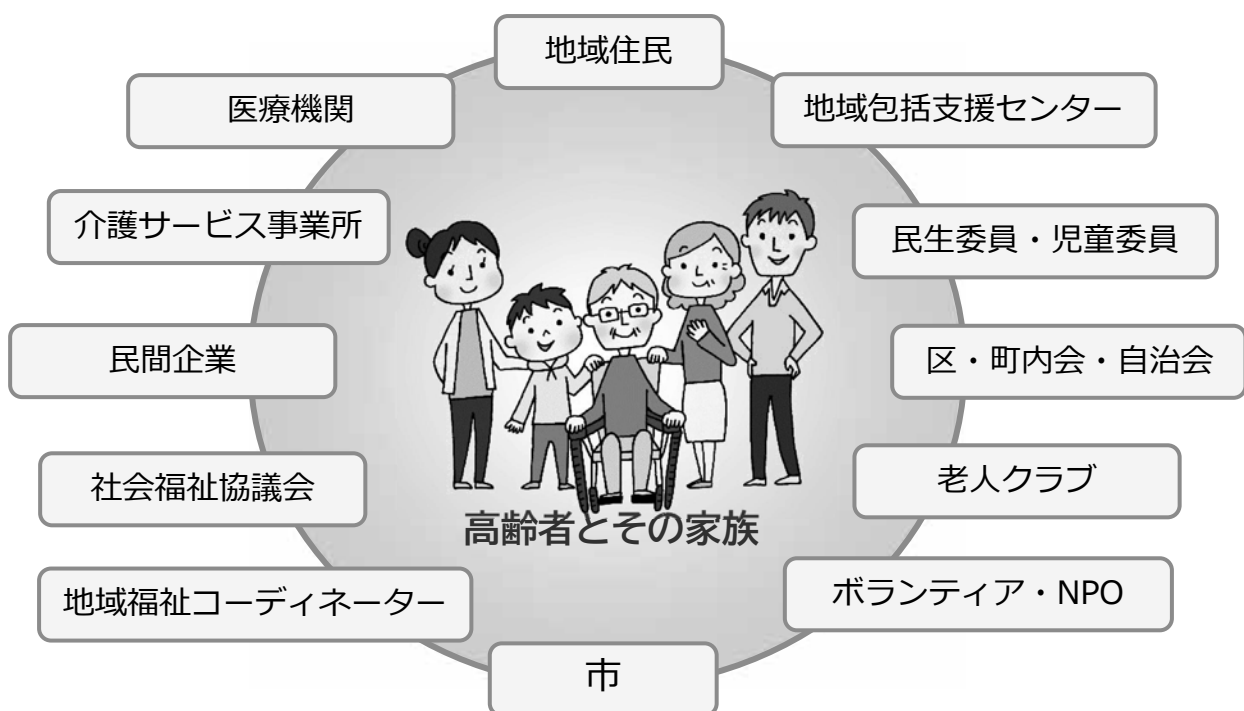 地域住民
医療機関
地域包括支援センター
介護サービス事業所
民生委員・児童委員
民間企業
区・町内会・自治会
社会福祉協議会
老人クラブ
高齢者とその家族
地域福祉コーディネーター
ボランティア・NPO
市